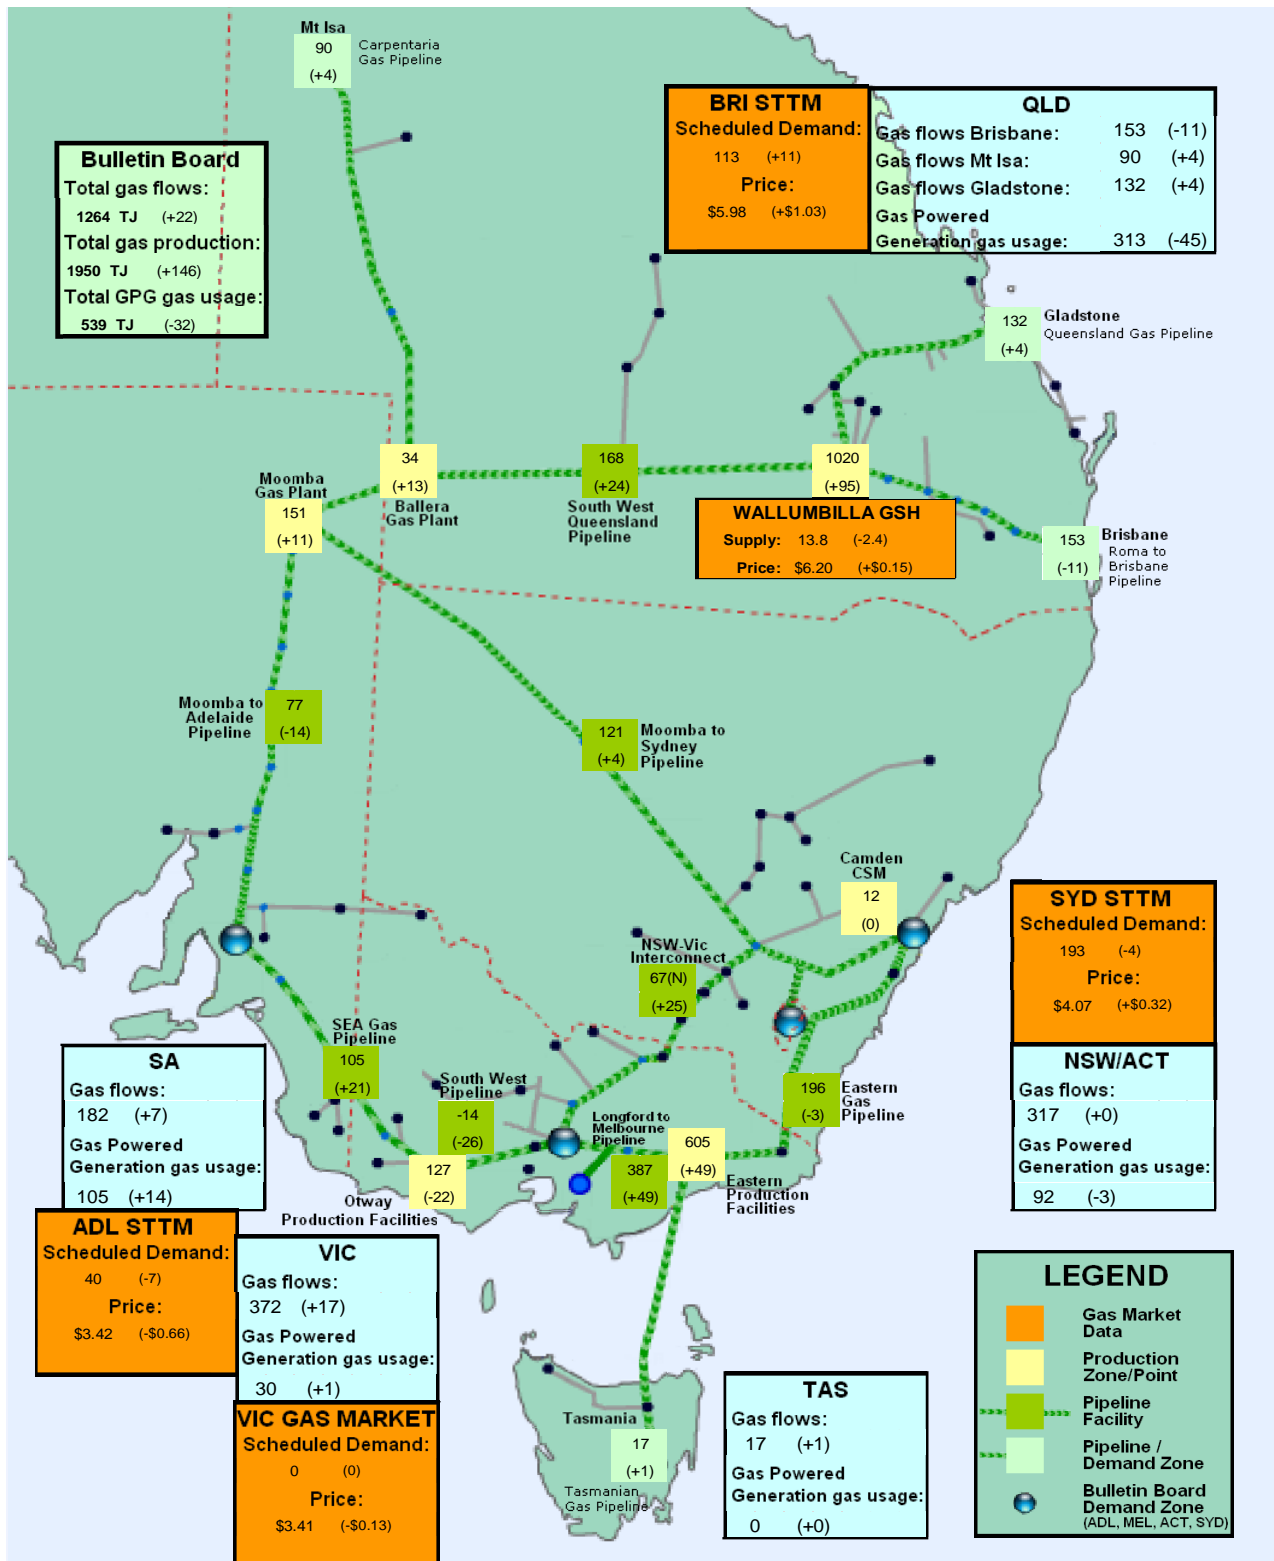 Mt Isa
90
(+4)
Carpentaria
Gas Pipeline
Bulletin Board
Total gas flows:
1264 TJ (+22)
Total gas production:
1950 TJ (+146)
Total GPG gas usage:
539 TJ (-32)
BRI STTM
Scheduled Demand:
113 (+11)
Price:
$5.98 (+$1.03)
QLD
Gas flows Brisbane: 153 (-11)
Gas flows Mt Isa: 90 (+4)
Gas flows Gladstone: 132 (+4)
Gas Powered
Generation gas usage: 313 (-45)
132
(+4)
Gladstone
Queensland Gas Pipeline
34
(+13)
Ballera
Gas Plant
168
(+24)
South West
Queensland
Pipeline
1020
(+95)
Moomba
Gas Plant
151
(+11)
WALLUMBILLA GSH
Supply: 13.8 (-2.4)
Price: $6.20 (+$0.15)
153
(-11)
Brisbane
Roma to
Brisbane
Pipeline
Moomba to
Adelaide
Pipeline
77
(-14)
121
(+4)
Moomba to
Sydney
Pipeline
Camden
CSM
12
(0)
SYD STTM
Scheduled Demand:
193 (-4)
Price:
$4.07 (+$0.32)
NSW-Vic
Interconnect
67(N)
(+25)
SEA Gas
Pipeline
105
(+21)
SA
Gas flows:
182 (+7)
Gas Powered
Generation gas usage:
105 (+14)
NSW/ACT
Gas flows:
317 (+0)
Gas Powered
Generation gas usage:
92 (-3)
South West
Pipeline
-14
(-26)
Longford to
Melbourne
Pipeline
387
(+49)
605
(+49)
196
(-3)
Eastern
Gas
Pipeline
127
(-22)
Otway
Production Facilities
Eastern
Production
Facilities
ADL STTM
Scheduled Demand:
40 (-7)
Price:
$3.42 (-$0.66)
VIC
Gas flows:
372 (+17)
Gas Powered
Generation gas usage:
30 (+1)
VIC GAS MARKET
Scheduled Demand:
0 (0)
Price:
$3.41 (-$0.13)
Tasmania
17
(+1)
Tasmanian
Gas Pipeline
TAS
Gas flows:
17 (+1)
Gas Powered
Generation gas usage:
0 (+0)
LEGEND
Gas Market
Data
Production
Zone/Point
Pipeline
Facility
Pipeline /
Demand Zone
Bulletin Board
Demand Zone
(ADL, MEL, ACT, SYD)